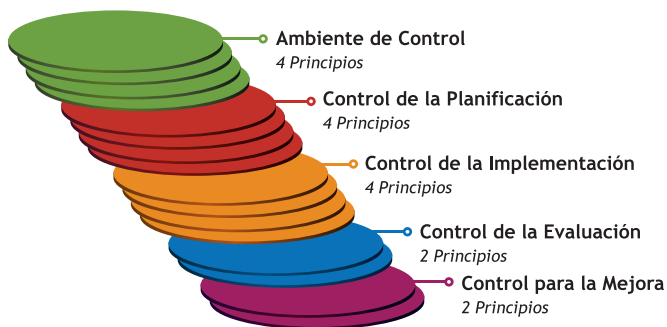 Ambiente de Control
4 Principios
Control de la Planificación
4 Principios
Control de la Implementación
4 Principios
Control de la Evaluación
2 Principios
Control para la Mejora
2 Principios